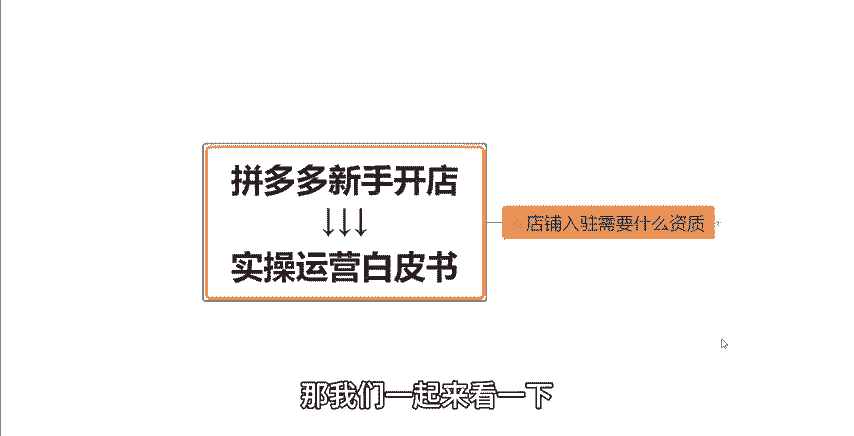 拼多多新手开店
↓↓↓
实操运营白皮书
店铺入驻需要什么资质
那我们一起来看一下